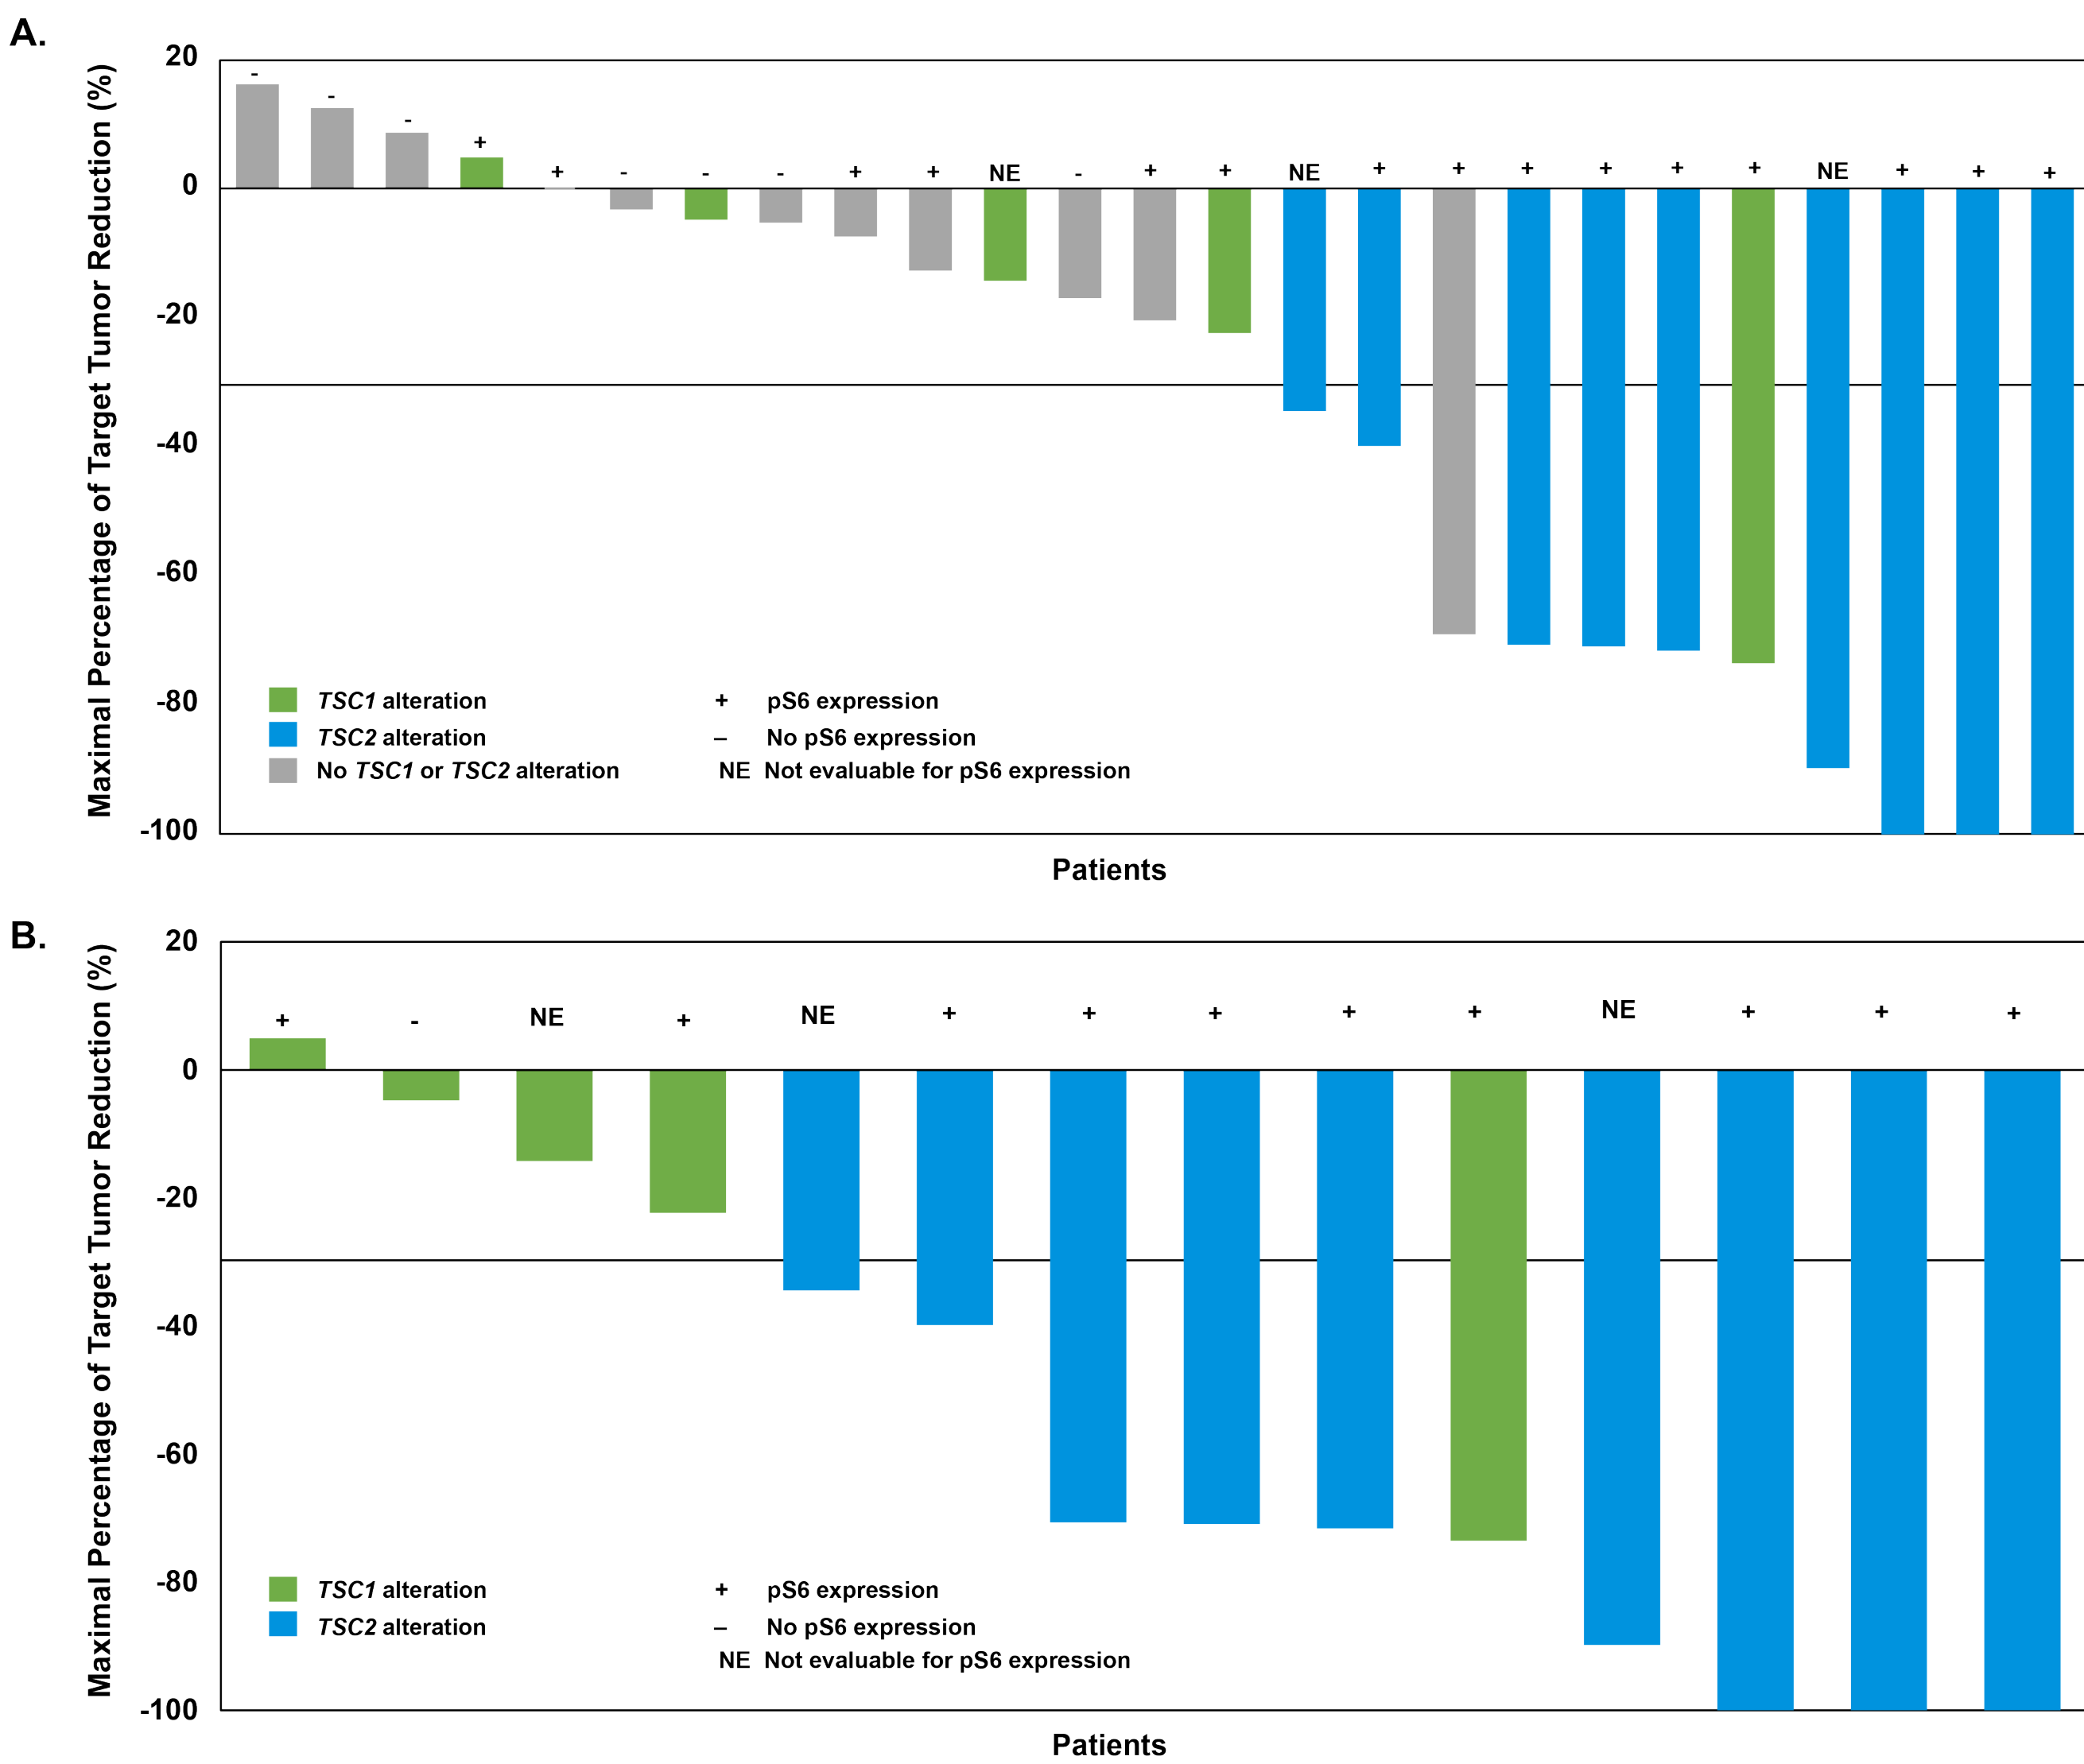 A.
Maximal Percentage of Target Tumor Reduction (%)
20
0
-20
-40
-60
-80
-100
- - - + + - - - + + NE - + + NE + + + + + + NE + + +
TSC1 alteration
TSC2 alteration
No TSC1 or TSC2 alteration
+ pS6 expression
– No pS6 expression
NE Not evaluable for pS6 expression
Patients
B.
Maximal Percentage of Target Tumor Reduction (%)
20
0
-20
-40
-60
-80
-100
+ - NE + NE + + + + + NE + + +
TSC1 alteration
TSC2 alteration
+ pS6 expression
– No pS6 expression
NE Not evaluable for pS6 expression
Patients